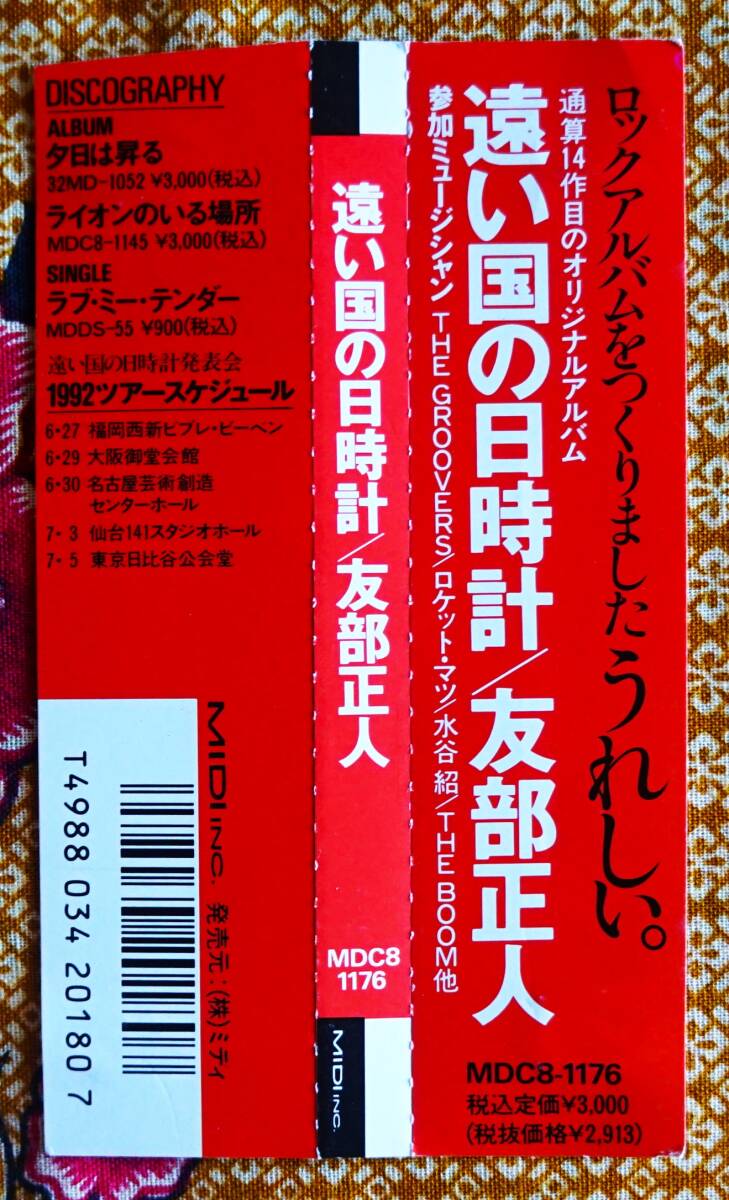 ロックアルバムをつくりましたうれしい。
通算14作目のオリジナルアルバム
遠い国の日時計/友部正人
参加ミュージシャン THE GROOVERS/ロケット・マツ/水谷 紹/THE BOOM他
MDC8-1176
税込定価¥3,000
(税抜価格¥2,913)
遠い国の日時計/友部正人
MDC8
1176
MIDI INC.
DISCOGRAPHY
ALBUM
夕日は昇る
32MD-1052 ¥3,000(税込)
ライオンのいる場所
MDC8-1145 ¥3,000(税込)
SINGLE
ラブ・ミー・テンダー
MDDS-55 ¥900(税込)
遠い国の日時計発表会
1992ツアースケジュール
6・27 福岡西新ビブレ・ビーベン
6・29 大阪御堂会館
6・30 名古屋芸術創造
センターホール
7・3 仙台141スタジオホール
7・5 東京日比谷公会堂
MIDI INC. 発売元:(株)ミディ
T4988 034 20180 7